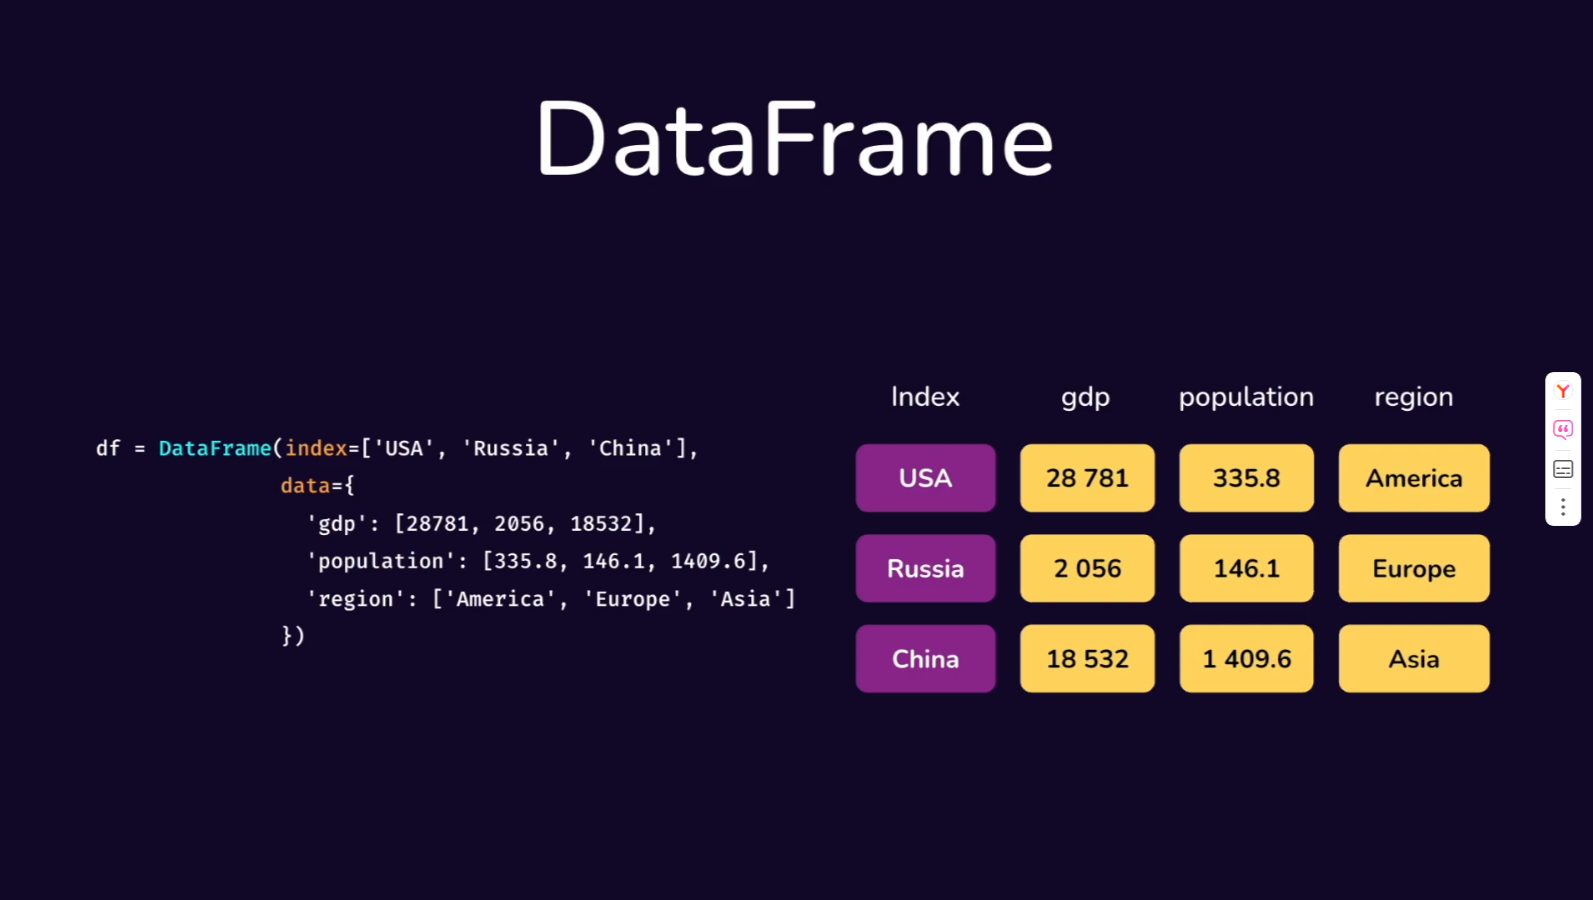 DataFrame
df = DataFrame(index=['USA', 'Russia', 'China'],
data={
'gdp': [28781, 2056, 18532],
'population': [335.8, 146.1, 1409.6],
'region': ['America', 'Europe', 'Asia']
})
Index gdp population region
USA 28 781 335.8 America
Russia 2 056 146.1 Europe
China 18 532 1 409.6 Asia